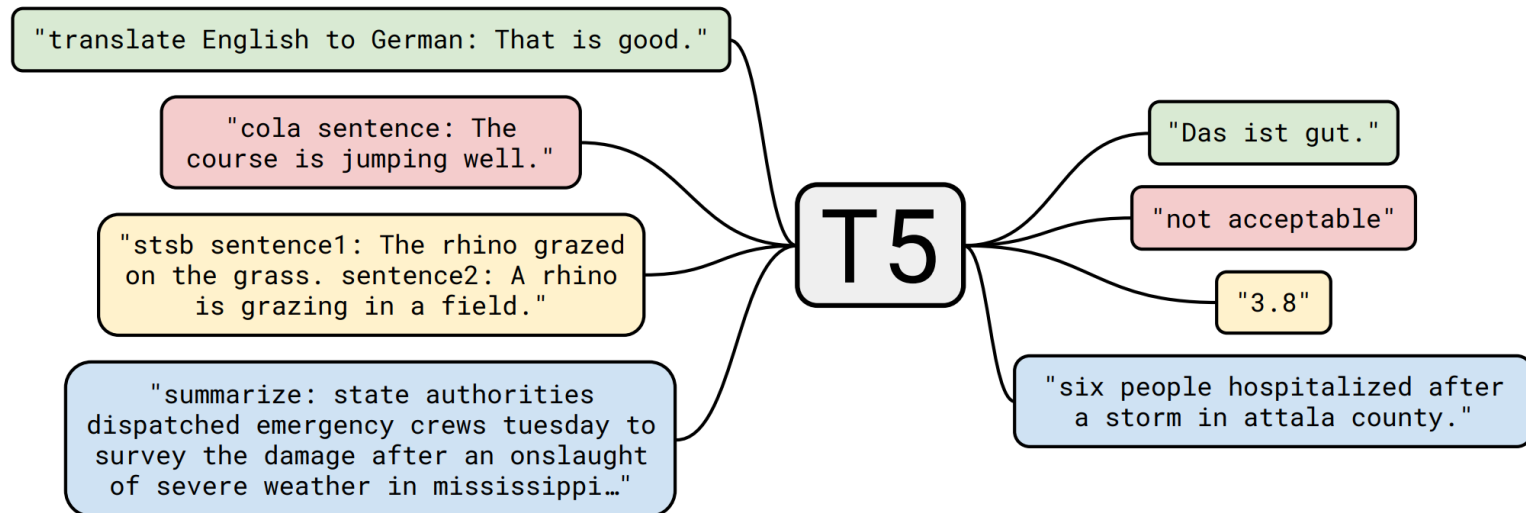 "translate English to German: That is good."
"cola sentence: The
course is jumping well."
"stsb sentence1: The rhino grazed
on the grass. sentence2: A rhino
is grazing in a field."
"summarize: state authorities
dispatched emergency crews tuesday to
survey the damage after an onslaught
of severe weather in mississippi…"
T5
"Das ist gut."
"not acceptable"
"3.8"
"six people hospitalized after
a storm in attala county."